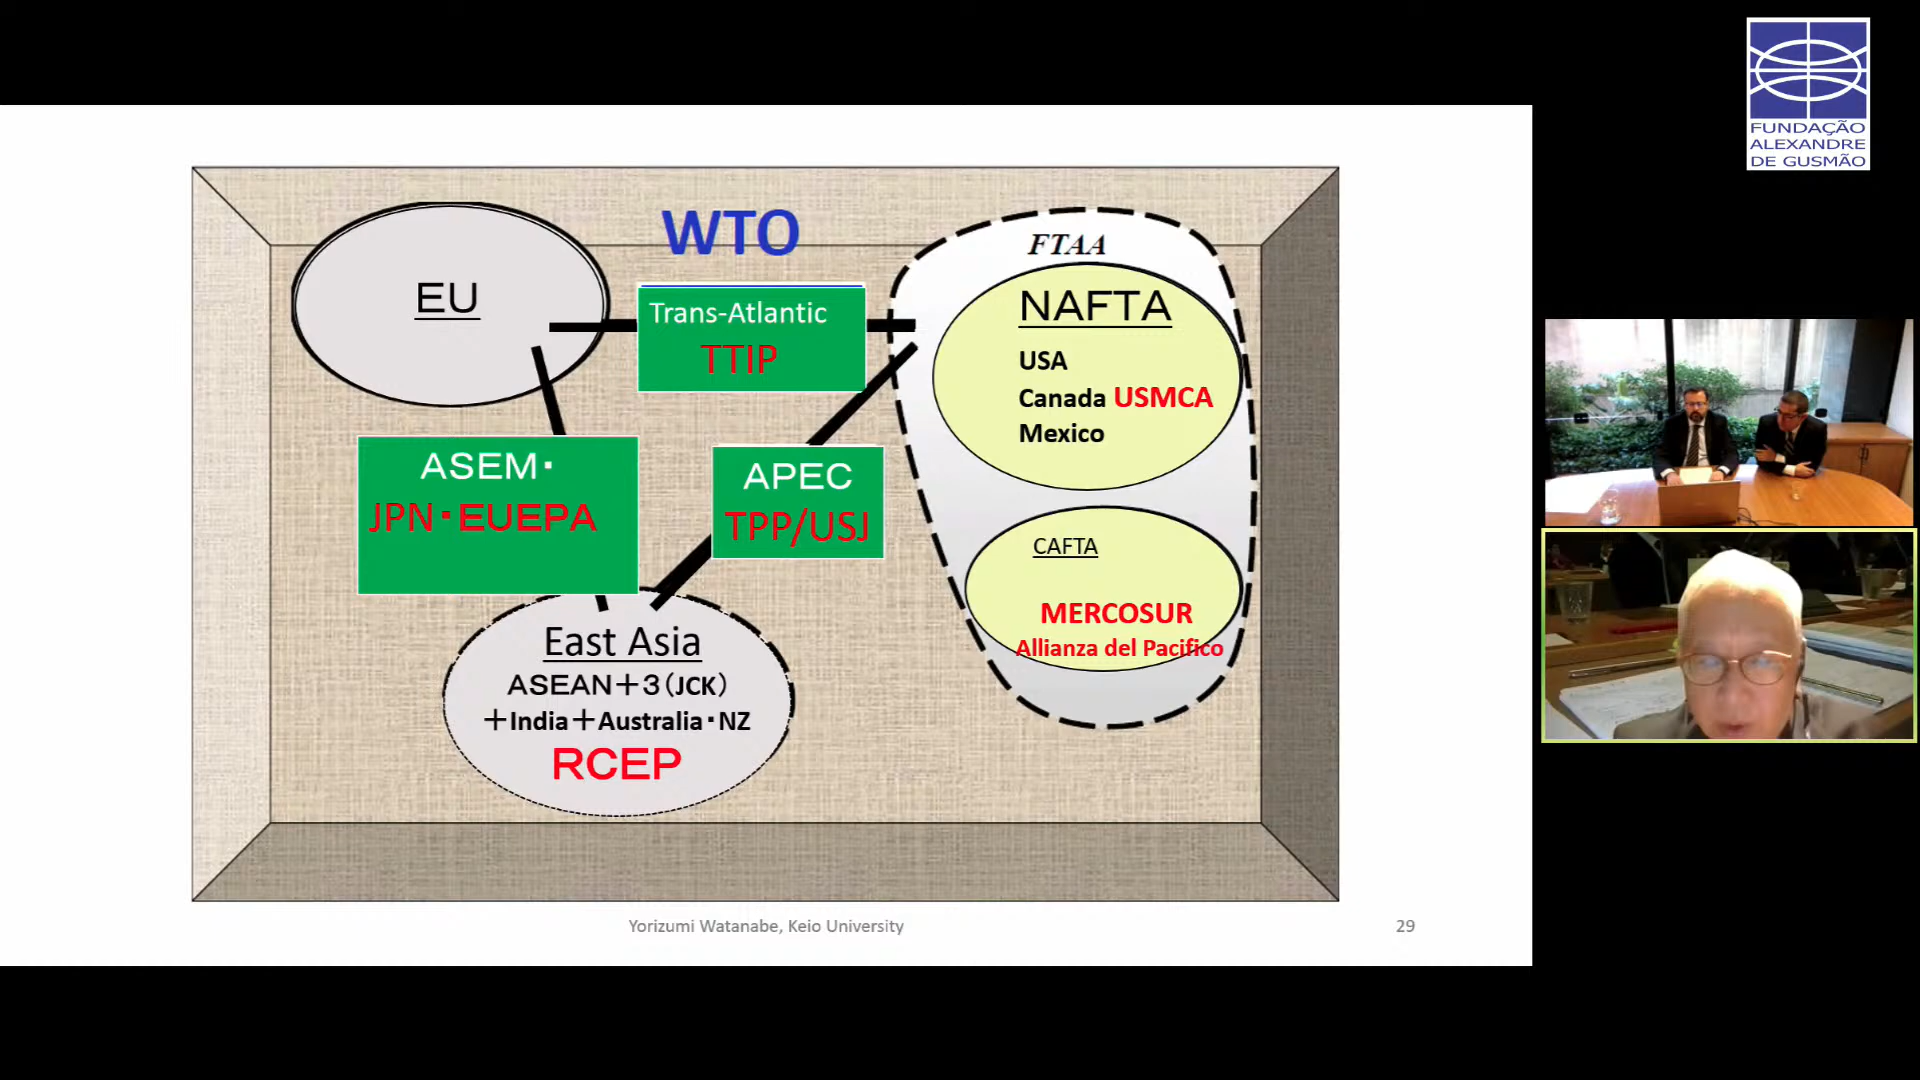 FUNDAÇÃO
ALEXANDRE
DE GUSMÃO
WTO
EU
Trans-Atlantic
TTIP
FTAA
NAFTA
USA
Canada USMCA
Mexico
ASEM・
JPN・EUEPA
APEC
TPP/USJ
CAFTA
MERCOSUR
Allianza del Pacifico
East Asia
ASEAN＋3（JCK）
＋India＋Australia・NZ
RCEP
Yorizumi Watanabe, Keio University
29